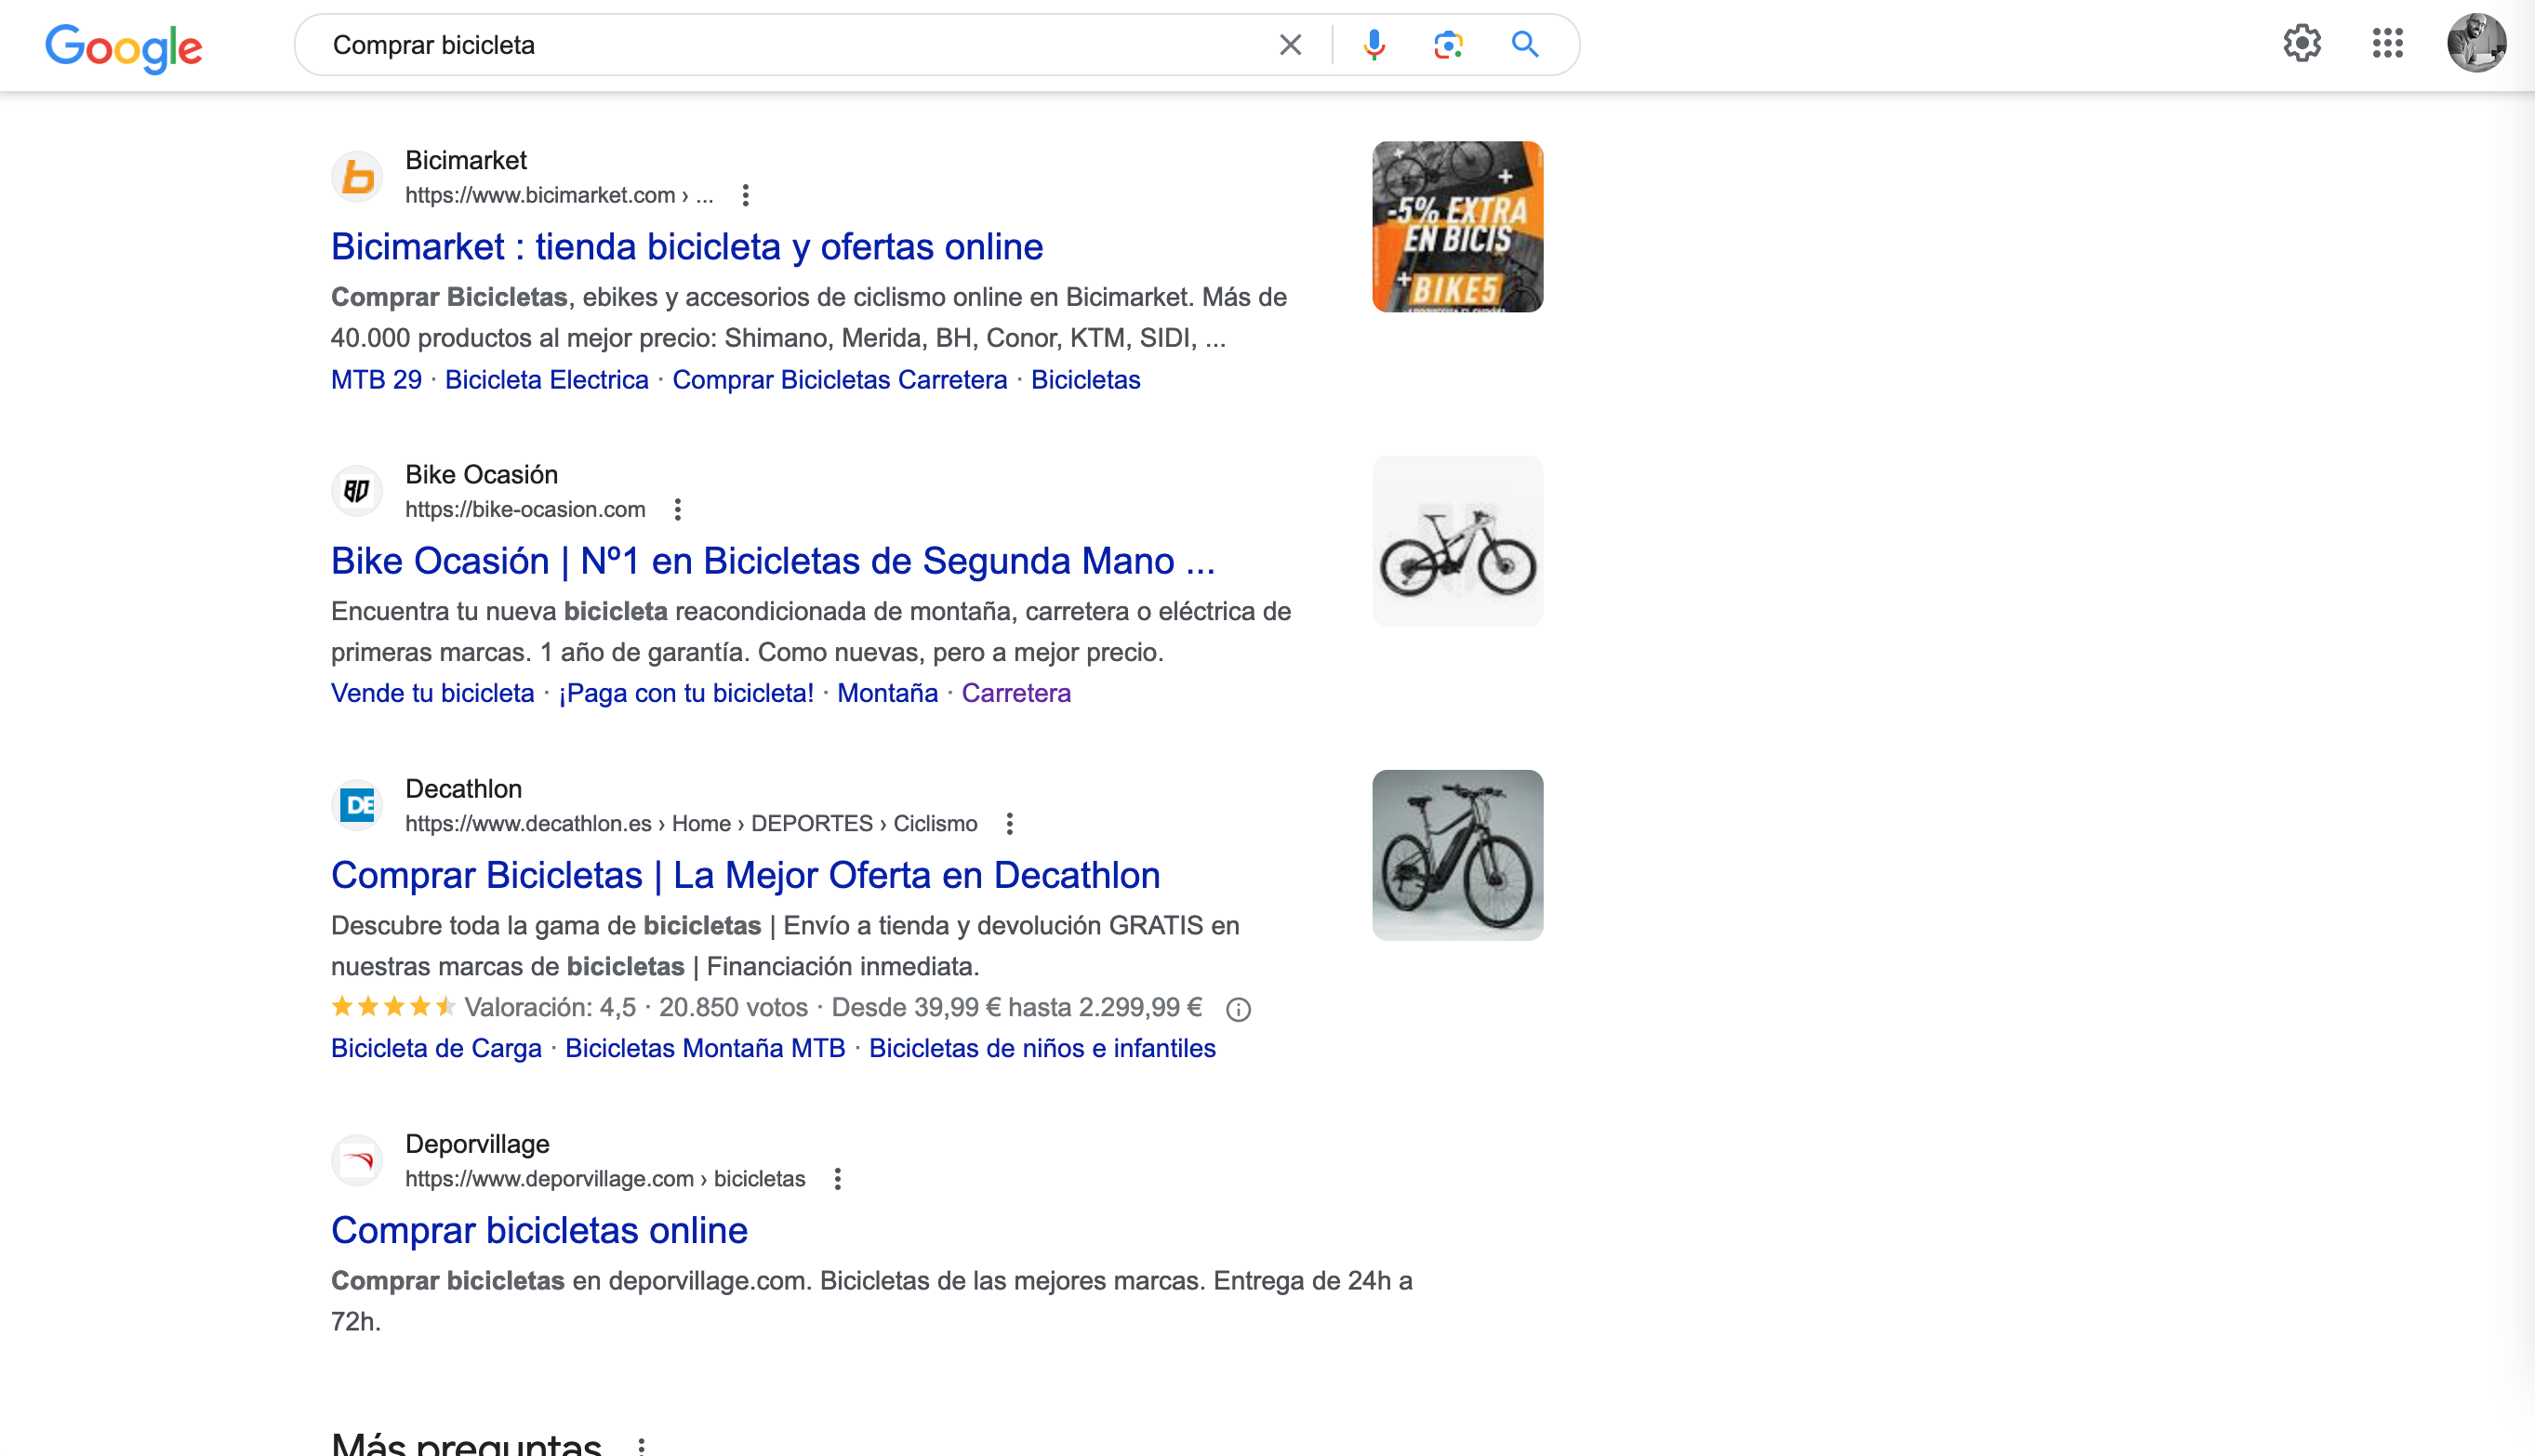 Google
Comprar bicicleta
Bicimarket
https://www.bicimarket.com › ...
Bicimarket : tienda bicicleta y ofertas online
Comprar Bicicletas, ebikes y accesorios de ciclismo online en Bicimarket. Más de
40.000 productos al mejor precio: Shimano, Merida, BH, Conor, KTM, SIDI, ...
MTB 29 · Bicicleta Electrica · Comprar Bicicletas Carretera · Bicicletas
-5% EXTRA
EN BICIS
BIKE5
Bike Ocasión
https://bike-ocasion.com
Bike Ocasión | Nº1 en Bicicletas de Segunda Mano ...
Encuentra tu nueva bicicleta reacondicionada de montaña, carretera o eléctrica de
primeras marcas. 1 año de garantía. Como nuevas, pero a mejor precio.
Vende tu bicicleta · ¡Paga con tu bicicleta! · Montaña · Carretera
DE
Decathlon
https://www.decathlon.es › Home › DEPORTES › Ciclismo
Comprar Bicicletas | La Mejor Oferta en Decathlon
Descubre toda la gama de bicicletas | Envío a tienda y devolución GRATIS en
nuestras marcas de bicicletas | Financiación inmediata.
Valoración: 4,5 · 20.850 votos · Desde 39,99 € hasta 2.299,99 €
Bicicleta de Carga · Bicicletas Montaña MTB · Bicicletas de niños e infantiles
Deporvillage
https://www.deporvillage.com › bicicletas
Comprar bicicletas online
Comprar bicicletas en deporvillage.com. Bicicletas de las mejores marcas. Entrega de 24h a
72h.
Más preguntas